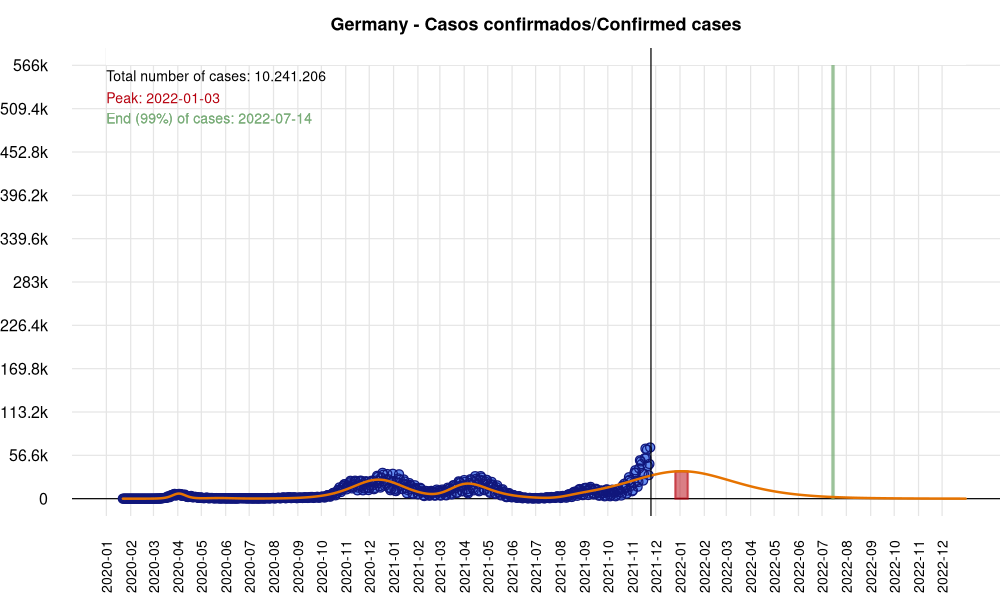 Germany - Casos confirmados/Confirmed cases
Total number of cases: 10.241.206
Peak: 2022-01-03
End (99%) of cases: 2022-07-14
566k
509.4k
452.8k
396.2k
339.6k
283k
226.4k
169.8k
113.2k
56.6k
0
2020-01
2020-02
2020-03
2020-04
2020-05
2020-06
2020-07
2020-08
2020-09
2020-10
2020-11
2020-12
2021-01
2021-02
2021-03
2021-04
2021-05
2021-06
2021-07
2021-08
2021-09
2021-10
2021-11
2021-12
2022-01
2022-02
2022-03
2022-04
2022-05
2022-06
2022-07
2022-08
2022-09
2022-10
2022-11
2022-12